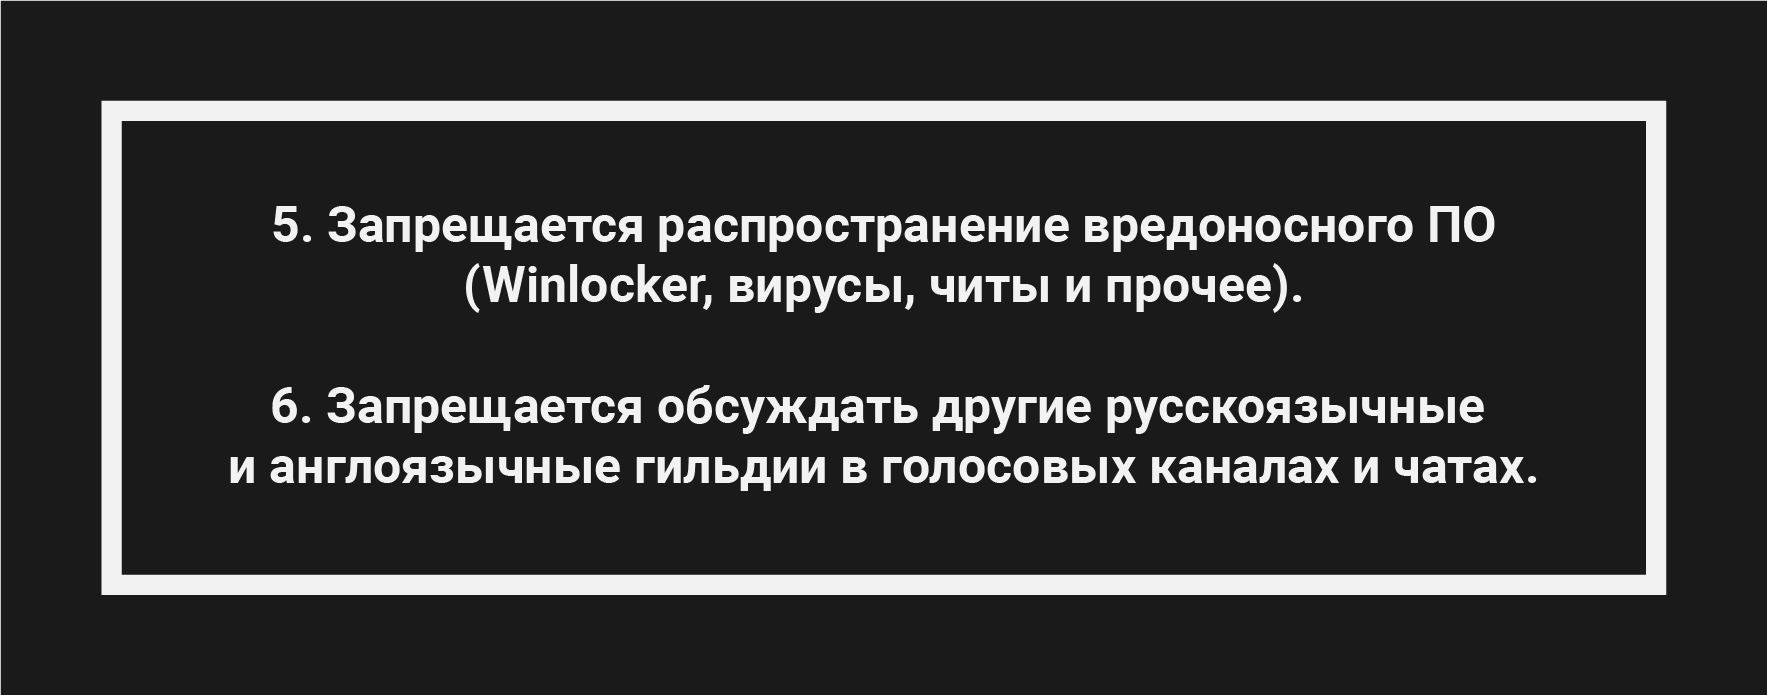 5. Запрещается распространение вредоносного ПО
(Winlocker, вирусы, читы и прочее).
6. Запрещается обсуждать другие русскоязычные
и англоязычные гильдии в голосовых каналах и чатах.